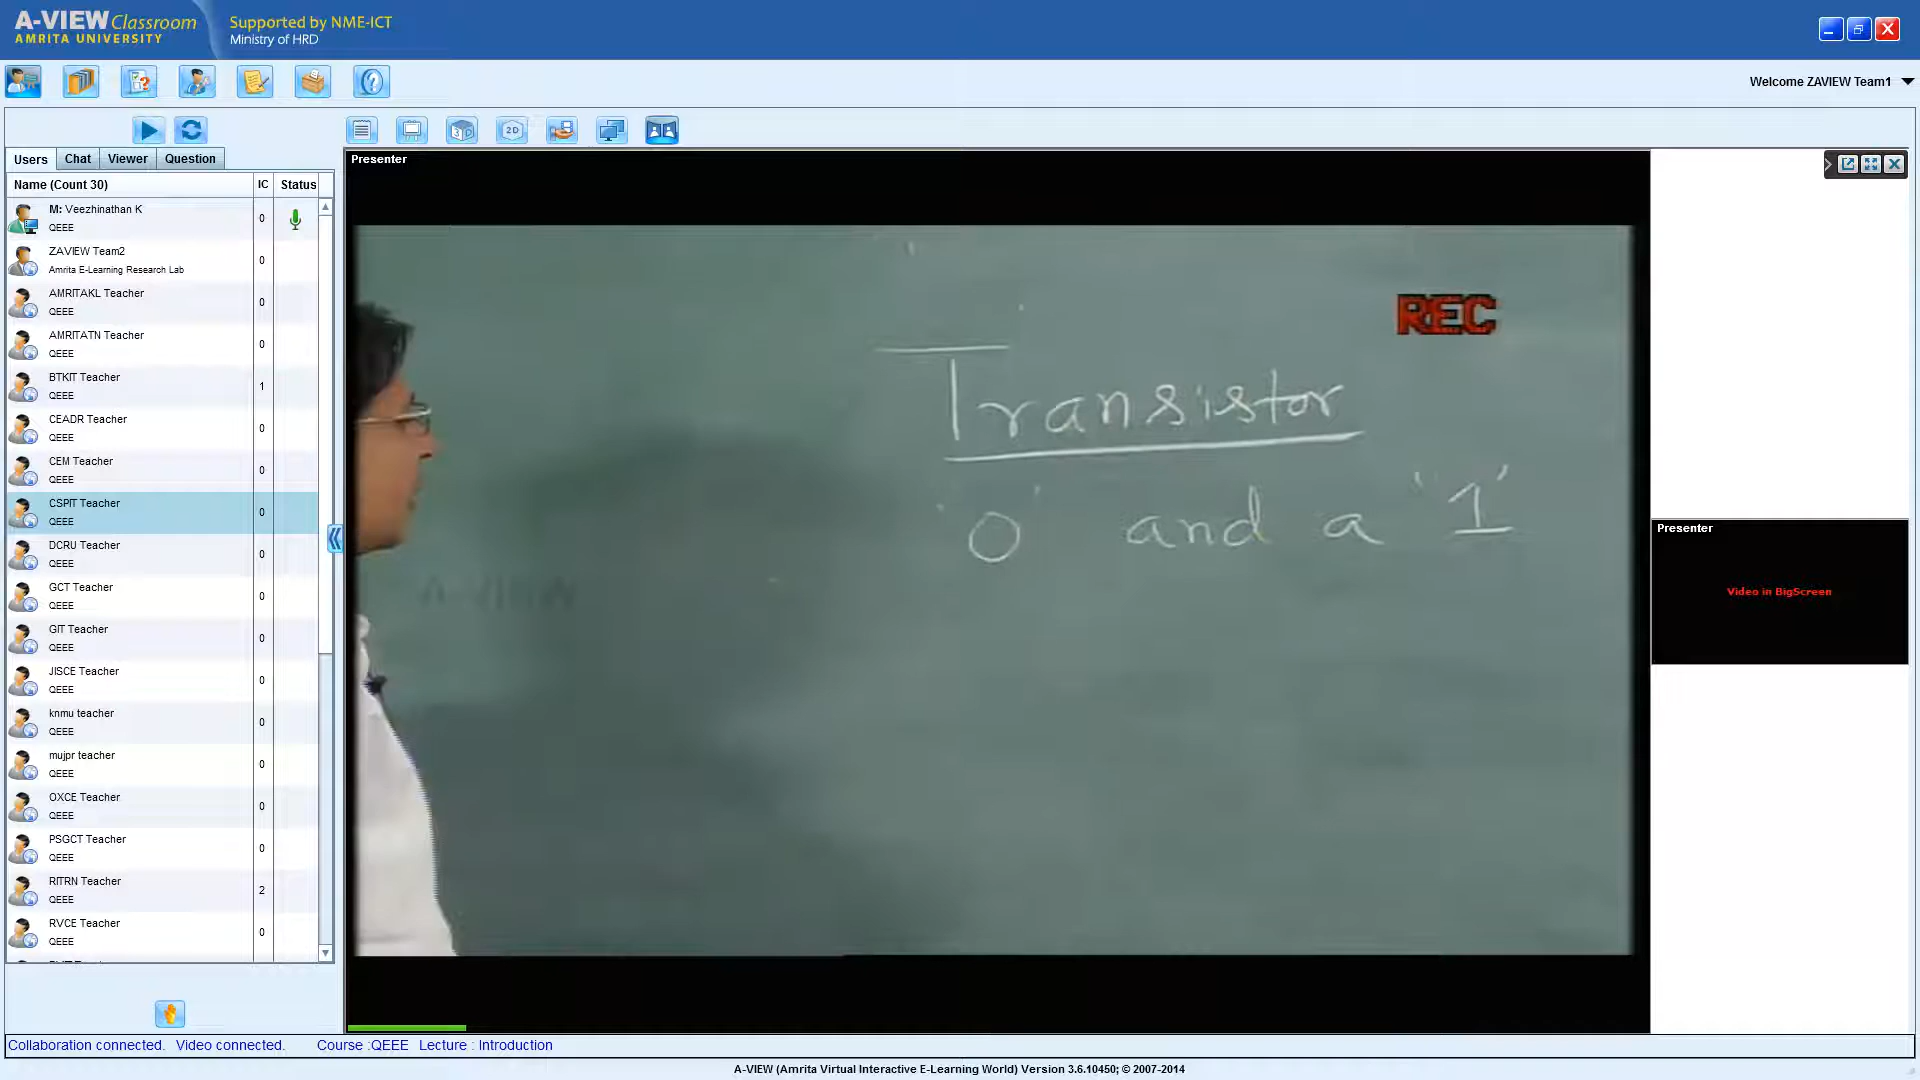 A-VIEW Classroom
AMRITA UNIVERSITY
Supported by NME-ICT
Ministry of HRD
Welcome ZAVIEW Team1
3D
2D
Users
Chat
Viewer
Question
Name (Count 30)
IC
Status
M: Veezhinathan K
QEEE
0
ZAVIEW Team2
Amrita E-Learning Research Lab
0
AMRITAKL Teacher
QEEE
0
AMRITATN Teacher
QEEE
0
BTKIT Teacher
QEEE
1
CEADR Teacher
QEEE
0
CEM Teacher
QEEE
0
CSPIT Teacher
QEEE
0
DCRU Teacher
QEEE
0
GCT Teacher
QEEE
0
GIT Teacher
QEEE
0
JISCE Teacher
QEEE
0
knmu teacher
QEEE
0
mujpr teacher
QEEE
0
OXCE Teacher
QEEE
0
PSGCT Teacher
QEEE
0
RITRN Teacher
QEEE
2
RVCE Teacher
QEEE
0
Presenter
REC
Transistor
'0' and a '1'
A-VIEW
Presenter
Video in BigScreen
Collaboration connected. Video connected. Course :QEEE Lecture : Introduction
A-VIEW (Amrita Virtual Interactive E-Learning World) Version 3.6.10450; © 2007-2014